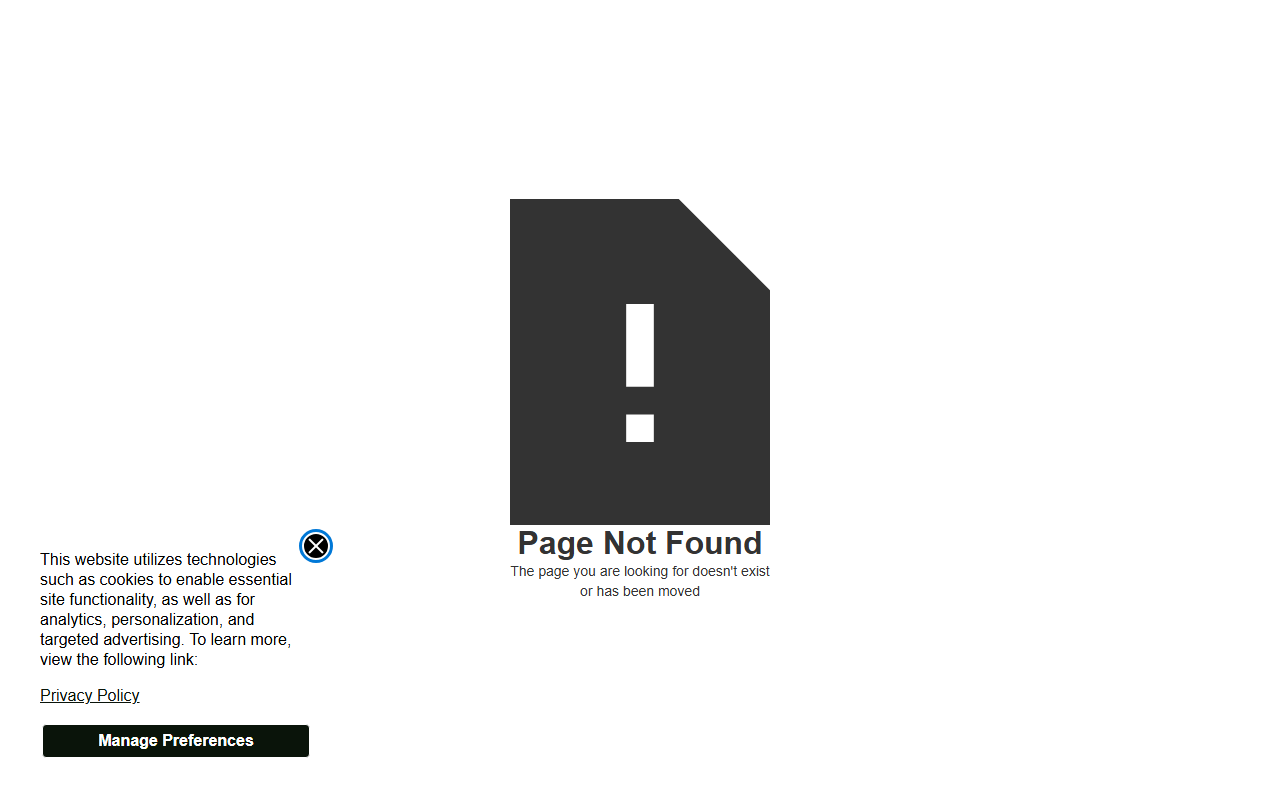 !
Page Not Found
The page you are looking for doesn't exist
or has been moved
This website utilizes technologies
such as cookies to enable essential
site functionality, as well as for
analytics, personalization, and
targeted advertising. To learn more,
view the following link:
Privacy Policy
Manage Preferences